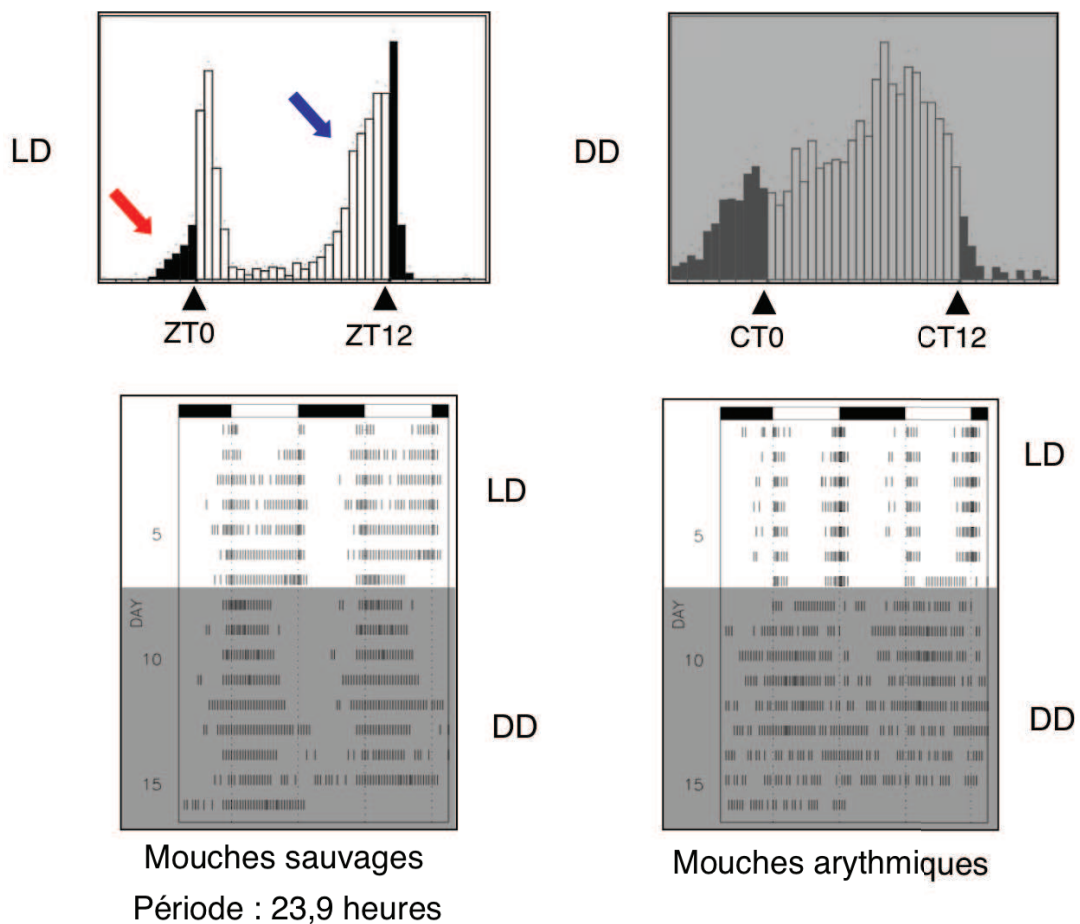 LD
DD
ZT0
ZT12
CT0
CT12
LD
5
DAY
10
DD
15
LD
5
DAY
10
DD
15
Mouches sauvages
Mouches arythmiques
Période : 23,9 heures